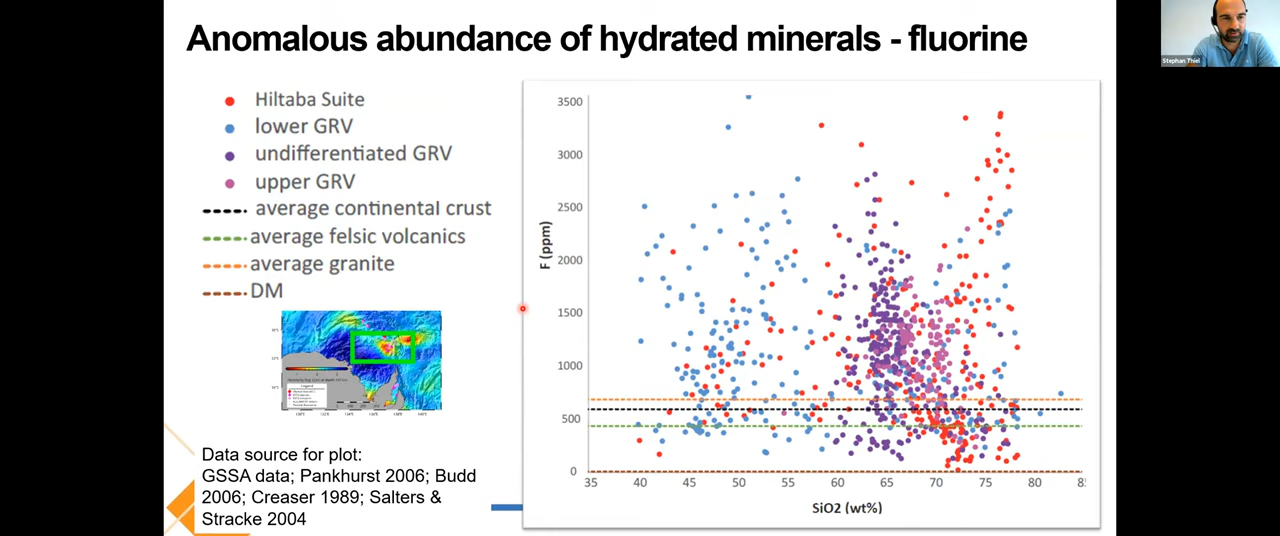 Anomalous abundance of hydrated minerals - fluorine
Stephan Thiel
Hiltaba Suite
lower GRV
undifferentiated GRV
upper GRV
average continental crust
average felsic volcanics
average granite
DM
Data source for plot:
GSSA data; Pankhurst 2006; Budd
2006; Creaser 1989; Salters &
Stracke 2004
F (ppm)
3500
3000
2500
2000
1500
1000
500
0
35 40 45 50 55 60 65 70 75 80
SiO2 (wt%)